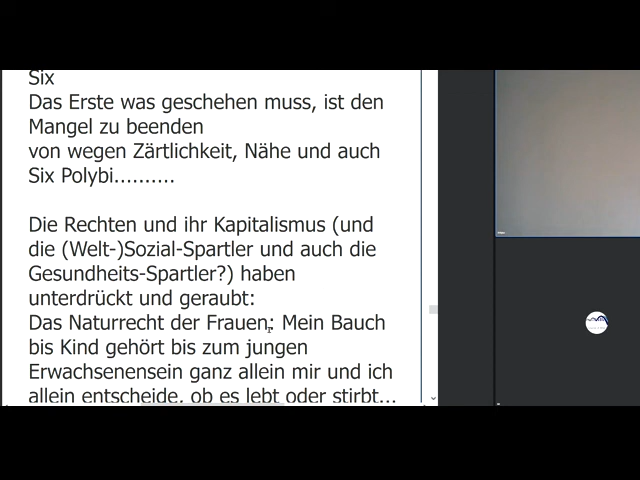 Six
Das Erste was geschehen muss, ist den
Mangel zu beenden
von wegen Zärtlichkeit, Nähe und auch
Six Polybi..........
Die Rechten und ihr Kapitalismus (und
die (Welt-)Sozial-Spartler und auch die
Gesundheits-Spartler?) haben
unterdrückt und geraubt:
Das Naturrecht der Frauen: Mein Bauch
bis Kind gehört bis zum jungen
Erwachsenensein ganz allein mir und ich
allein entscheide, ob es lebt oder stirbt...